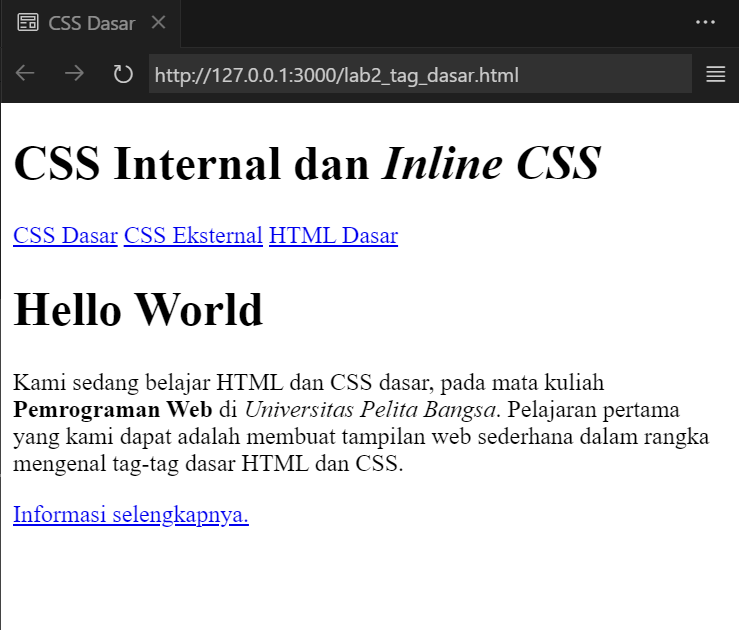 CSS Dasar
http://127.0.0.1:3000/lab2_tag_dasar.html
CSS Internal dan Inline CSS
CSS Dasar CSS Eksternal HTML Dasar
Hello World
Kami sedang belajar HTML dan CSS dasar, pada mata kuliah
Pemrograman Web di Universitas Pelita Bangsa. Pelajaran pertama
yang kami dapat adalah membuat tampilan web sederhana dalam rangka
mengenal tag-tag dasar HTML dan CSS.
Informasi selengkapnya.